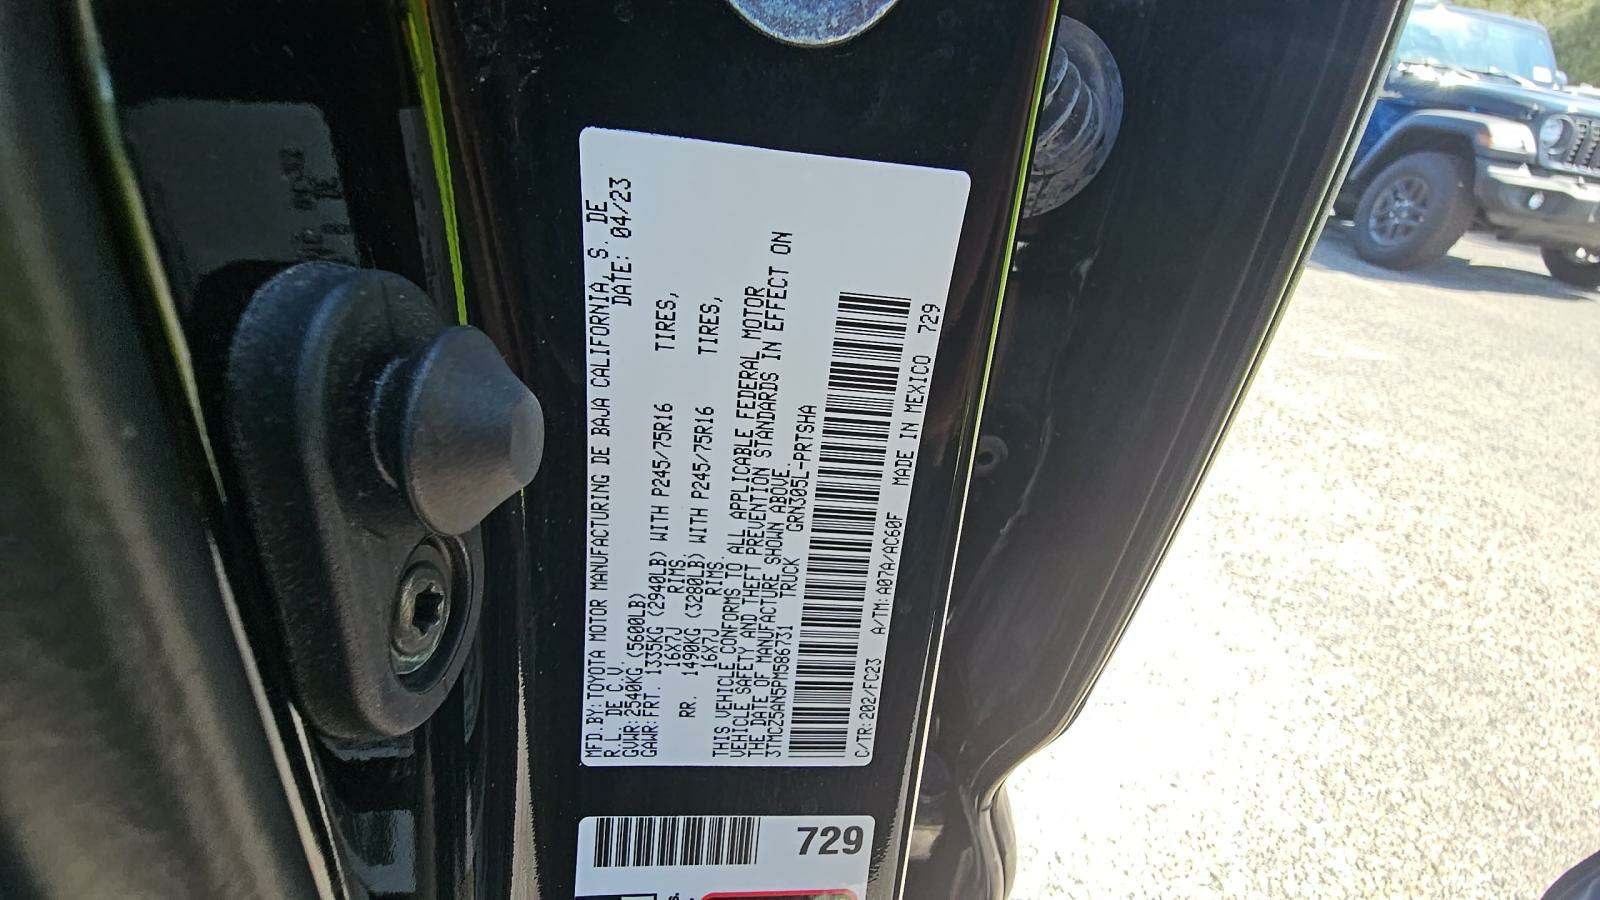 MFD.BY:TOYOTA MOTOR MANUFACTURING DE BAJA CALIFORNIA, S. DE
R.L. DE C.V. DATE: 04/23
GVWR:2540KG (5600LB)
GAWR:FRT. 1335KG (2940LB) WITH P245/75R16 TIRES,
16X7J RIMS,
RR. 1490KG (3280LB) WITH P245/75R16 TIRES,
16X7J RIMS.
THIS VEHICLE CONFORMS TO ALL APPLICABLE FEDERAL MOTOR
VEHICLE SAFETY AND THEFT PREVENTION STANDARDS IN EFFECT ON
THE DATE OF MANUFACTURE SHOWN ABOVE.
3TMCZ5AN5PM586731 TRUCK GRN305L-PRTSHA
C/TR:202/FC23 A/TM:A07A/AC60F MADE IN MEXICO 729
729